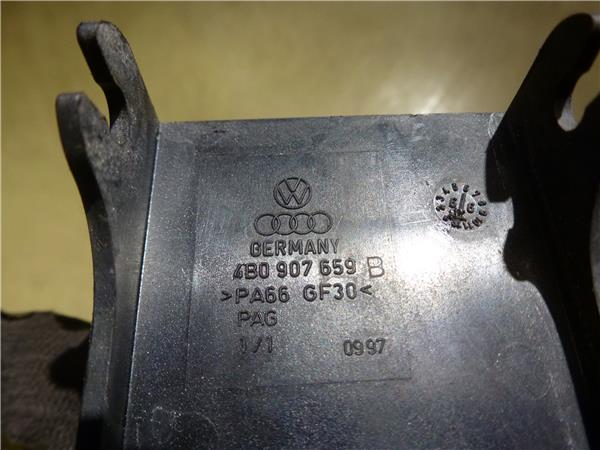 GERMANY
4B0 907 659 B
>PA66 GF30<
PAG
1/1 0997